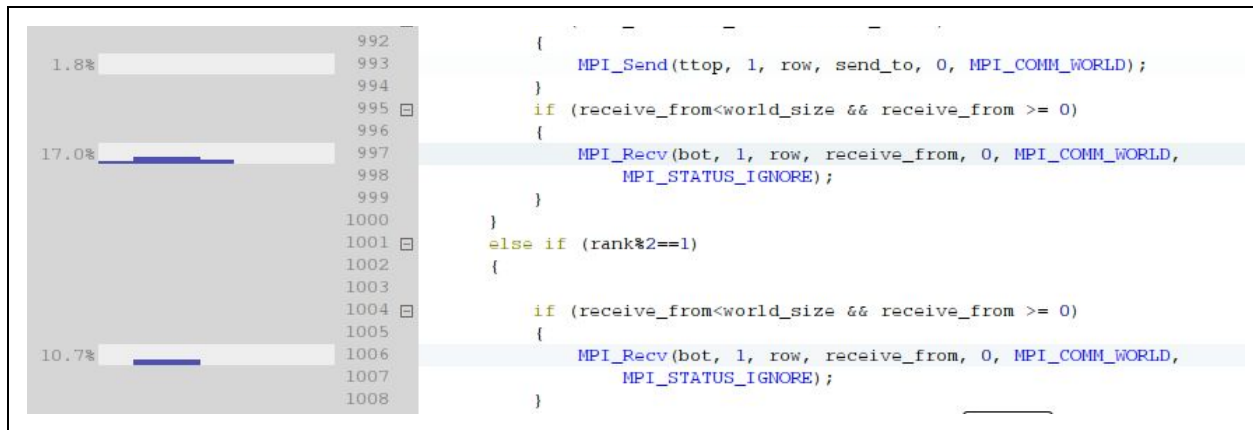 992 {
1.8% 993 MPI_Send(ttop, 1, row, send_to, 0, MPI_COMM_WORLD);
994 }
995 if (receive_from<world_size && receive_from >= 0)
996 {
17.0% 997 MPI_Recv(bot, 1, row, receive_from, 0, MPI_COMM_WORLD,
998 MPI_STATUS_IGNORE);
999 }
1000 }
1001 else if (rank%2==1)
1002 {
1003
1004 if (receive_from<world_size && receive_from >= 0)
1005 {
10.7% 1006 MPI_Recv(bot, 1, row, receive_from, 0, MPI_COMM_WORLD,
1007 MPI_STATUS_IGNORE);
1008 }